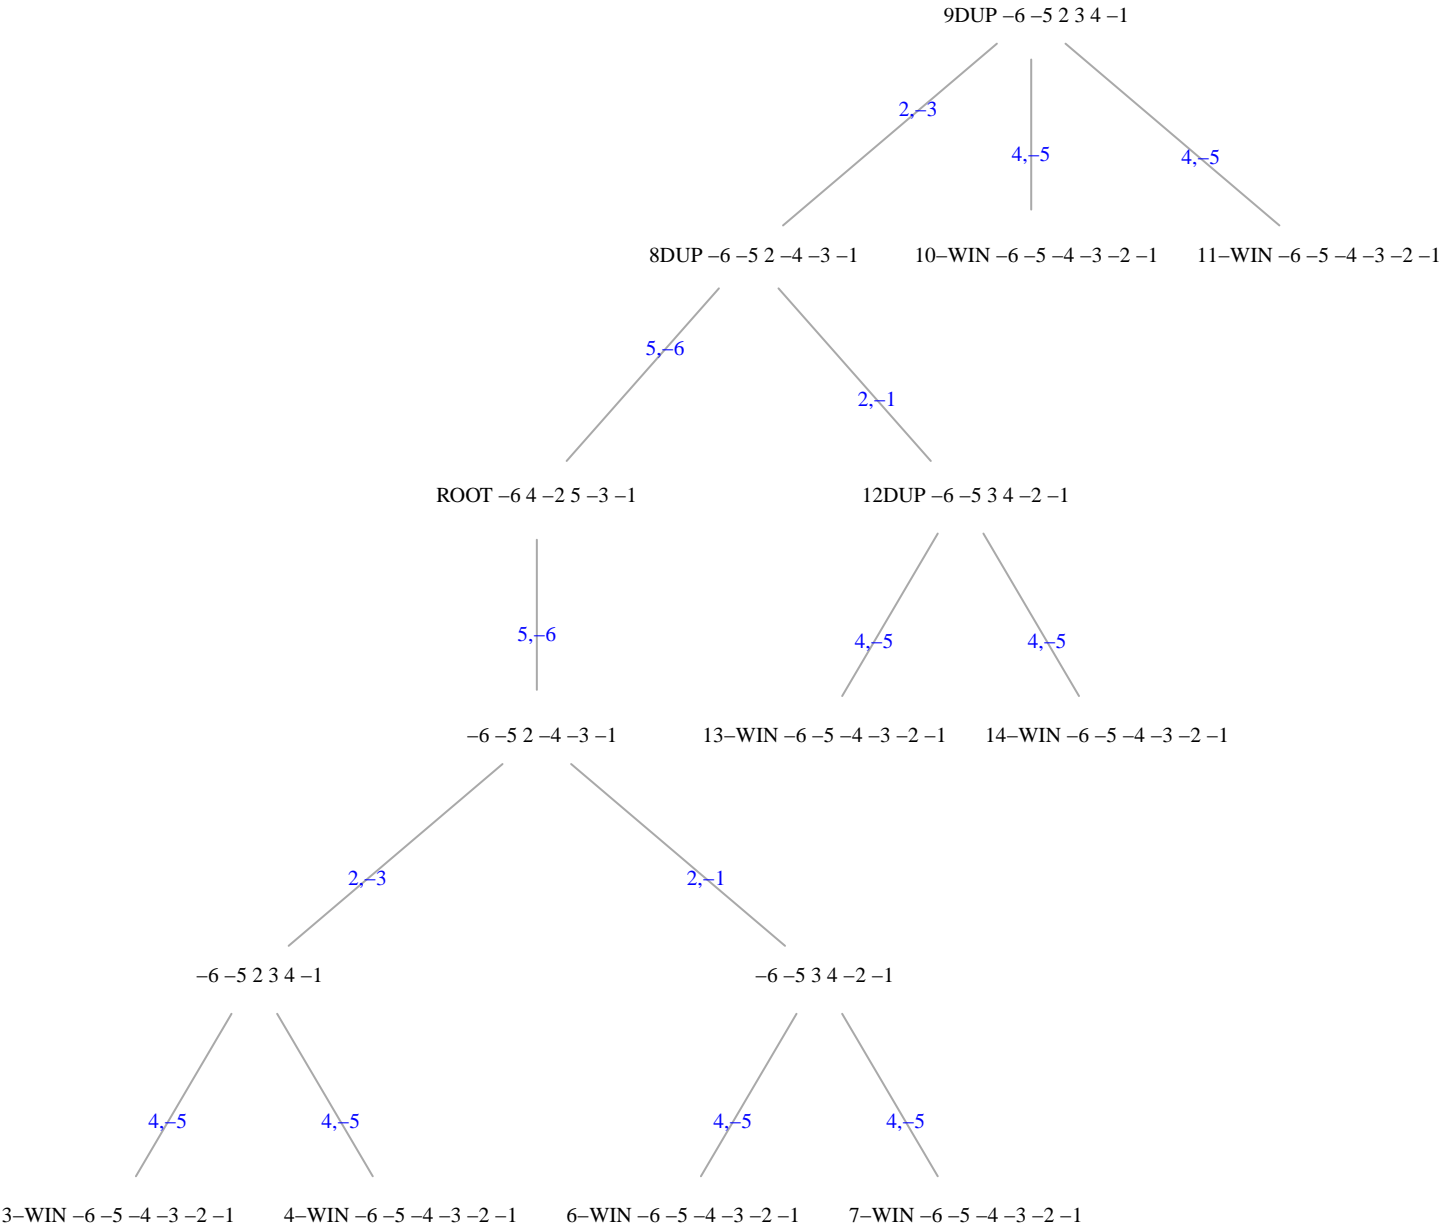 9DUP –6 –5 2 3 4 –1
2,–3
4,–5
4,–5
8DUP –6 –5 2 –4 –3 –1
10–WIN –6 –5 –4 –3 –2 –1
11–WIN –6 –5 –4 –3 –2 –1
5,–6
2,–1
ROOT –6 4 –2 5 –3 –1
12DUP –6 –5 3 4 –2 –1
5,–6
4,–5
4,–5
–6 –5 2 –4 –3 –1
13–WIN –6 –5 –4 –3 –2 –1
14–WIN –6 –5 –4 –3 –2 –1
2,–3
2,–1
–6 –5 2 3 4 –1
–6 –5 3 4 –2 –1
4,–5
4,–5
4,–5
4,–5
3–WIN –6 –5 –4 –3 –2 –1
4–WIN –6 –5 –4 –3 –2 –1
6–WIN –6 –5 –4 –3 –2 –1
7–WIN –6 –5 –4 –3 –2 –1